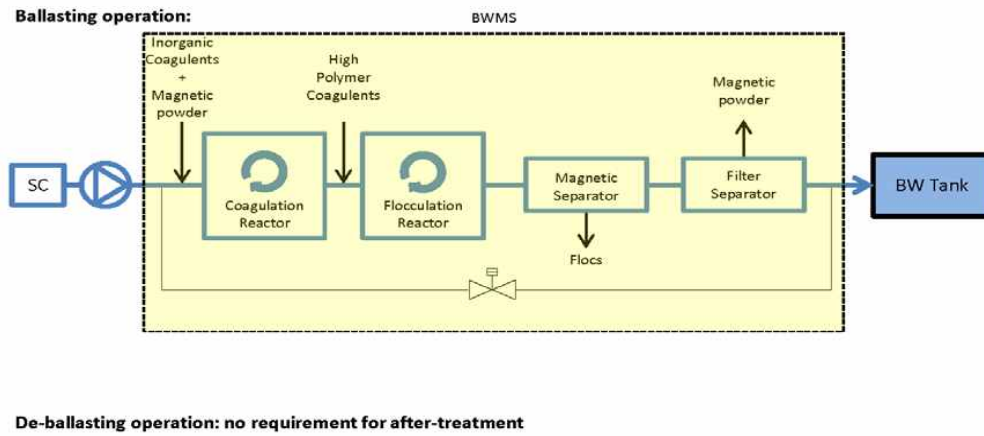 Ballasting operation:
BWMS
Inorganic
Coagulents
+
Magnetic
powder
High
Polymer
Coagulents
Magnetic
powder
SC
Coagulation
Reactor
Flocculation
Reactor
Magnetic
Separator
Filter
Separator
BW Tank
Flocs
De-ballasting operation: no requirement for after-treatment